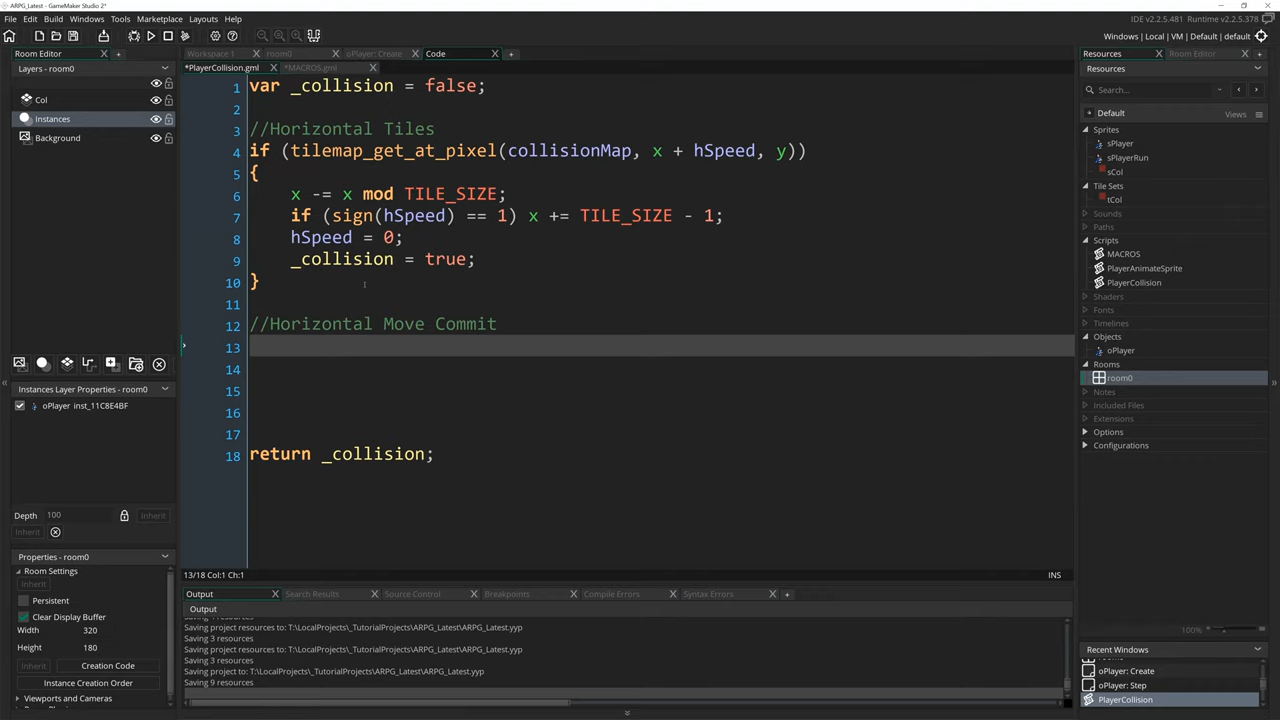 ARPG_Latest - GameMaker Studio 2*
File Edit Build Windows Tools Marketplace Layouts Help
IDE v2.2.5.481 Runtime v2.2.5.378
Windows | Local | VM | Default | default
Room Editor
Workspace 1
room0
oPlayer: Create
Code
Resources
Room Editor
Layers - room0
*PlayerCollision.gml
*MACROS.gml
Resources
Col
Instances
Background
1 var _collision = false;
2
3 //Horizontal Tiles
4 if (tilemap_get_at_pixel(collisionMap, x + hSpeed, y))
5 {
6 x -= x mod TILE_SIZE;
7 if (sign(hSpeed) == 1) x += TILE_SIZE - 1;
8 hSpeed = 0;
9 _collision = true;
10 }
11
12 //Horizontal Move Commit
13
14
15
16
17
18 return _collision;
13/18 Col:1 Ch:1
INS
Search...
Default
Views
Sprites
sPlayer
sPlayerRun
sCol
Tile Sets
tCol
Sounds
Paths
Scripts
MACROS
PlayerAnimateSprite
PlayerCollision
Shaders
Fonts
Timelines
Objects
oPlayer
Rooms
room0
Notes
Included Files
Extensions
Options
Configurations
100%
Instances Layer Properties - room0
oPlayer inst_11C8E4BF
Depth 100
Inherit
Inherit
Properties - room0
Room Settings
Inherit
Persistent
Clear Display Buffer
Width 320
Height 180
Inherit
Creation Code
Instance Creation Order
Viewports and Cameras
Output
Search Results
Source Control
Breakpoints
Compile Errors
Syntax Errors
Output
Saving project resources to: T:\LocalProjects\_TutorialProjects\ARPG_Latest\ARPG_Latest.yyp
Saving 3 resources
Saving project resources to: T:\LocalProjects\_TutorialProjects\ARPG_Latest\ARPG_Latest.yyp
Saving 3 resources
Saving project to: T:\LocalProjects\_TutorialProjects\ARPG_Latest\ARPG_Latest.yyp
Saving 9 resources
Recent Windows
oPlayer: Create
oPlayer: Step
PlayerCollision